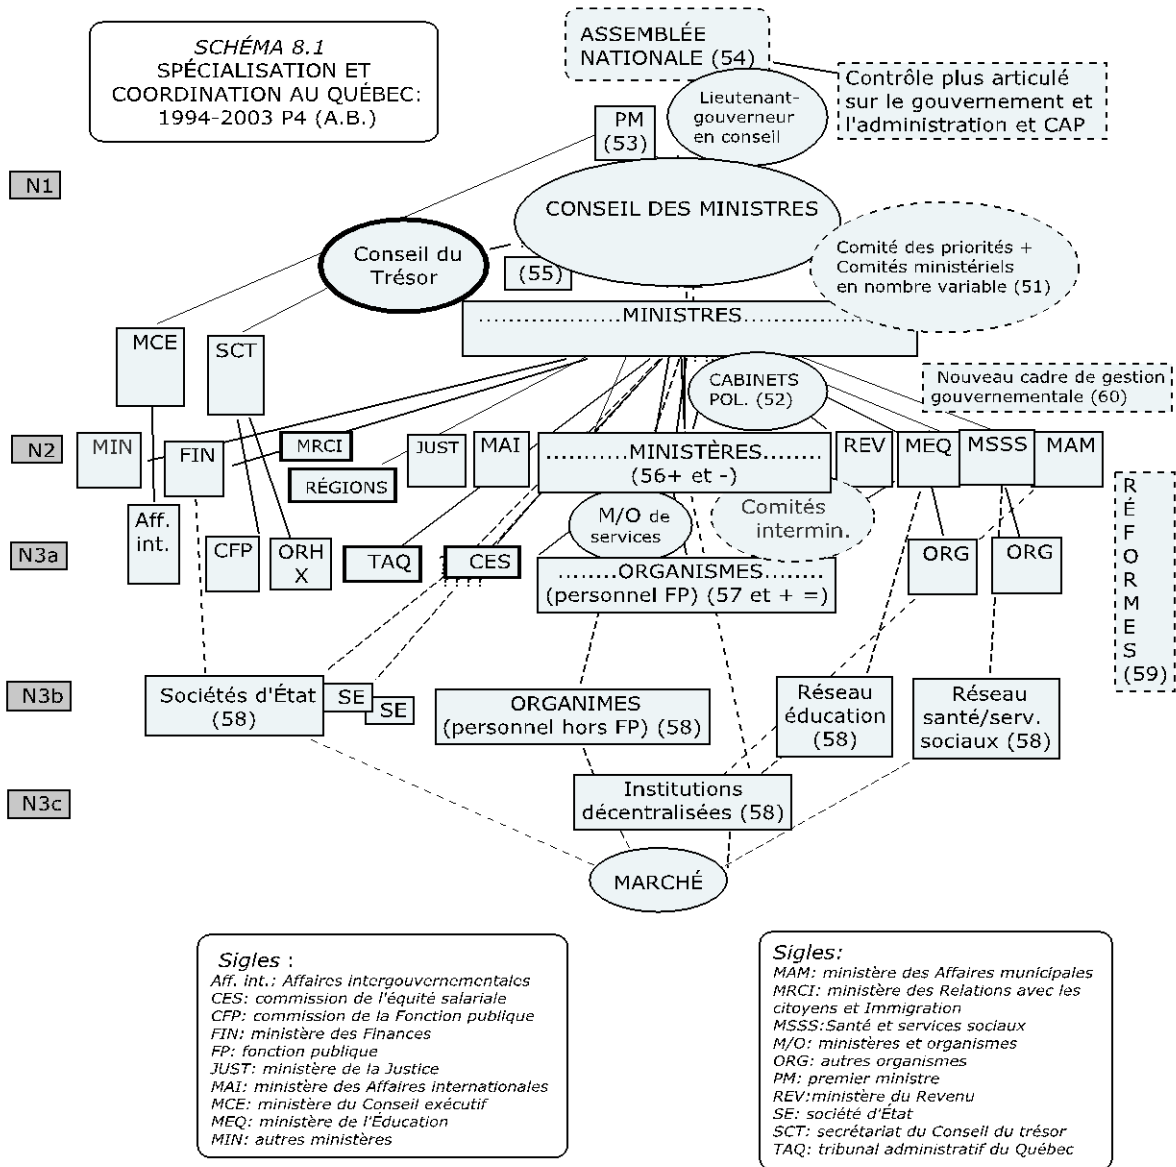 SCHÉMA 8.1
SPÉCIALISATION ET
COORDINATION AU QUÉBEC:
1994-2003 P4 (A.B.)
ASSEMBLÉE
NATIONALE (54)
Contrôle plus articulé
sur le gouvernement et
l'administration et CAP
Lieutenant-
gouverneur
en conseil
PM
(53)
N1
CONSEIL DES MINISTRES
Conseil du
Trésor
(55)
Comité des priorités +
Comités ministériels
en nombre variable (51)
..................MINISTRES..................
MCE
SCT
CABINETS
POL. (52)
Nouveau cadre de gestion
gouvernementale (60)
N2
MIN
FIN
MRCI
RÉGIONS
JUST
MAI
.........MINISTÈRES........
(56+ et -)
REV
MEQ
MSSS
MAM
RÉFORMES
(59)
Aff.
int.
N3a
CFP
ORH
X
TAQ
CES
M/O de
services
Comités
intermin.
........ORGANISMES........
(personnel FP) (57 et + =)
ORG
ORG
N3b
Sociétés d'État
(58)
SE
SE
ORGANIMES
(personnel hors FP) (58)
Réseau
éducation
(58)
Réseau
santé/serv.
sociaux (58)
N3c
Institutions
décentralisées (58)
MARCHÉ
Sigles :
Aff. int.: Affaires intergouvernementales
CES: commission de l'équité salariale
CFP: commission de la Fonction publique
FIN: ministère des Finances
FP: fonction publique
JUST: ministère de la Justice
MAI: ministère des Affaires internationales
MCE: ministère du Conseil exécutif
MEQ: ministère de l'Éducation
MIN: autres ministères
Sigles:
MAM: ministère des Affaires municipales
MRCI: ministère des Relations avec les
citoyens et Immigration
MSSS:Santé et services sociaux
M/O: ministères et organismes
ORG: autres organismes
PM: premier ministre
REV:ministère du Revenu
SE: société d'État
SCT: secrétariat du Conseil du trésor
TAQ: tribunal administratif du Québec